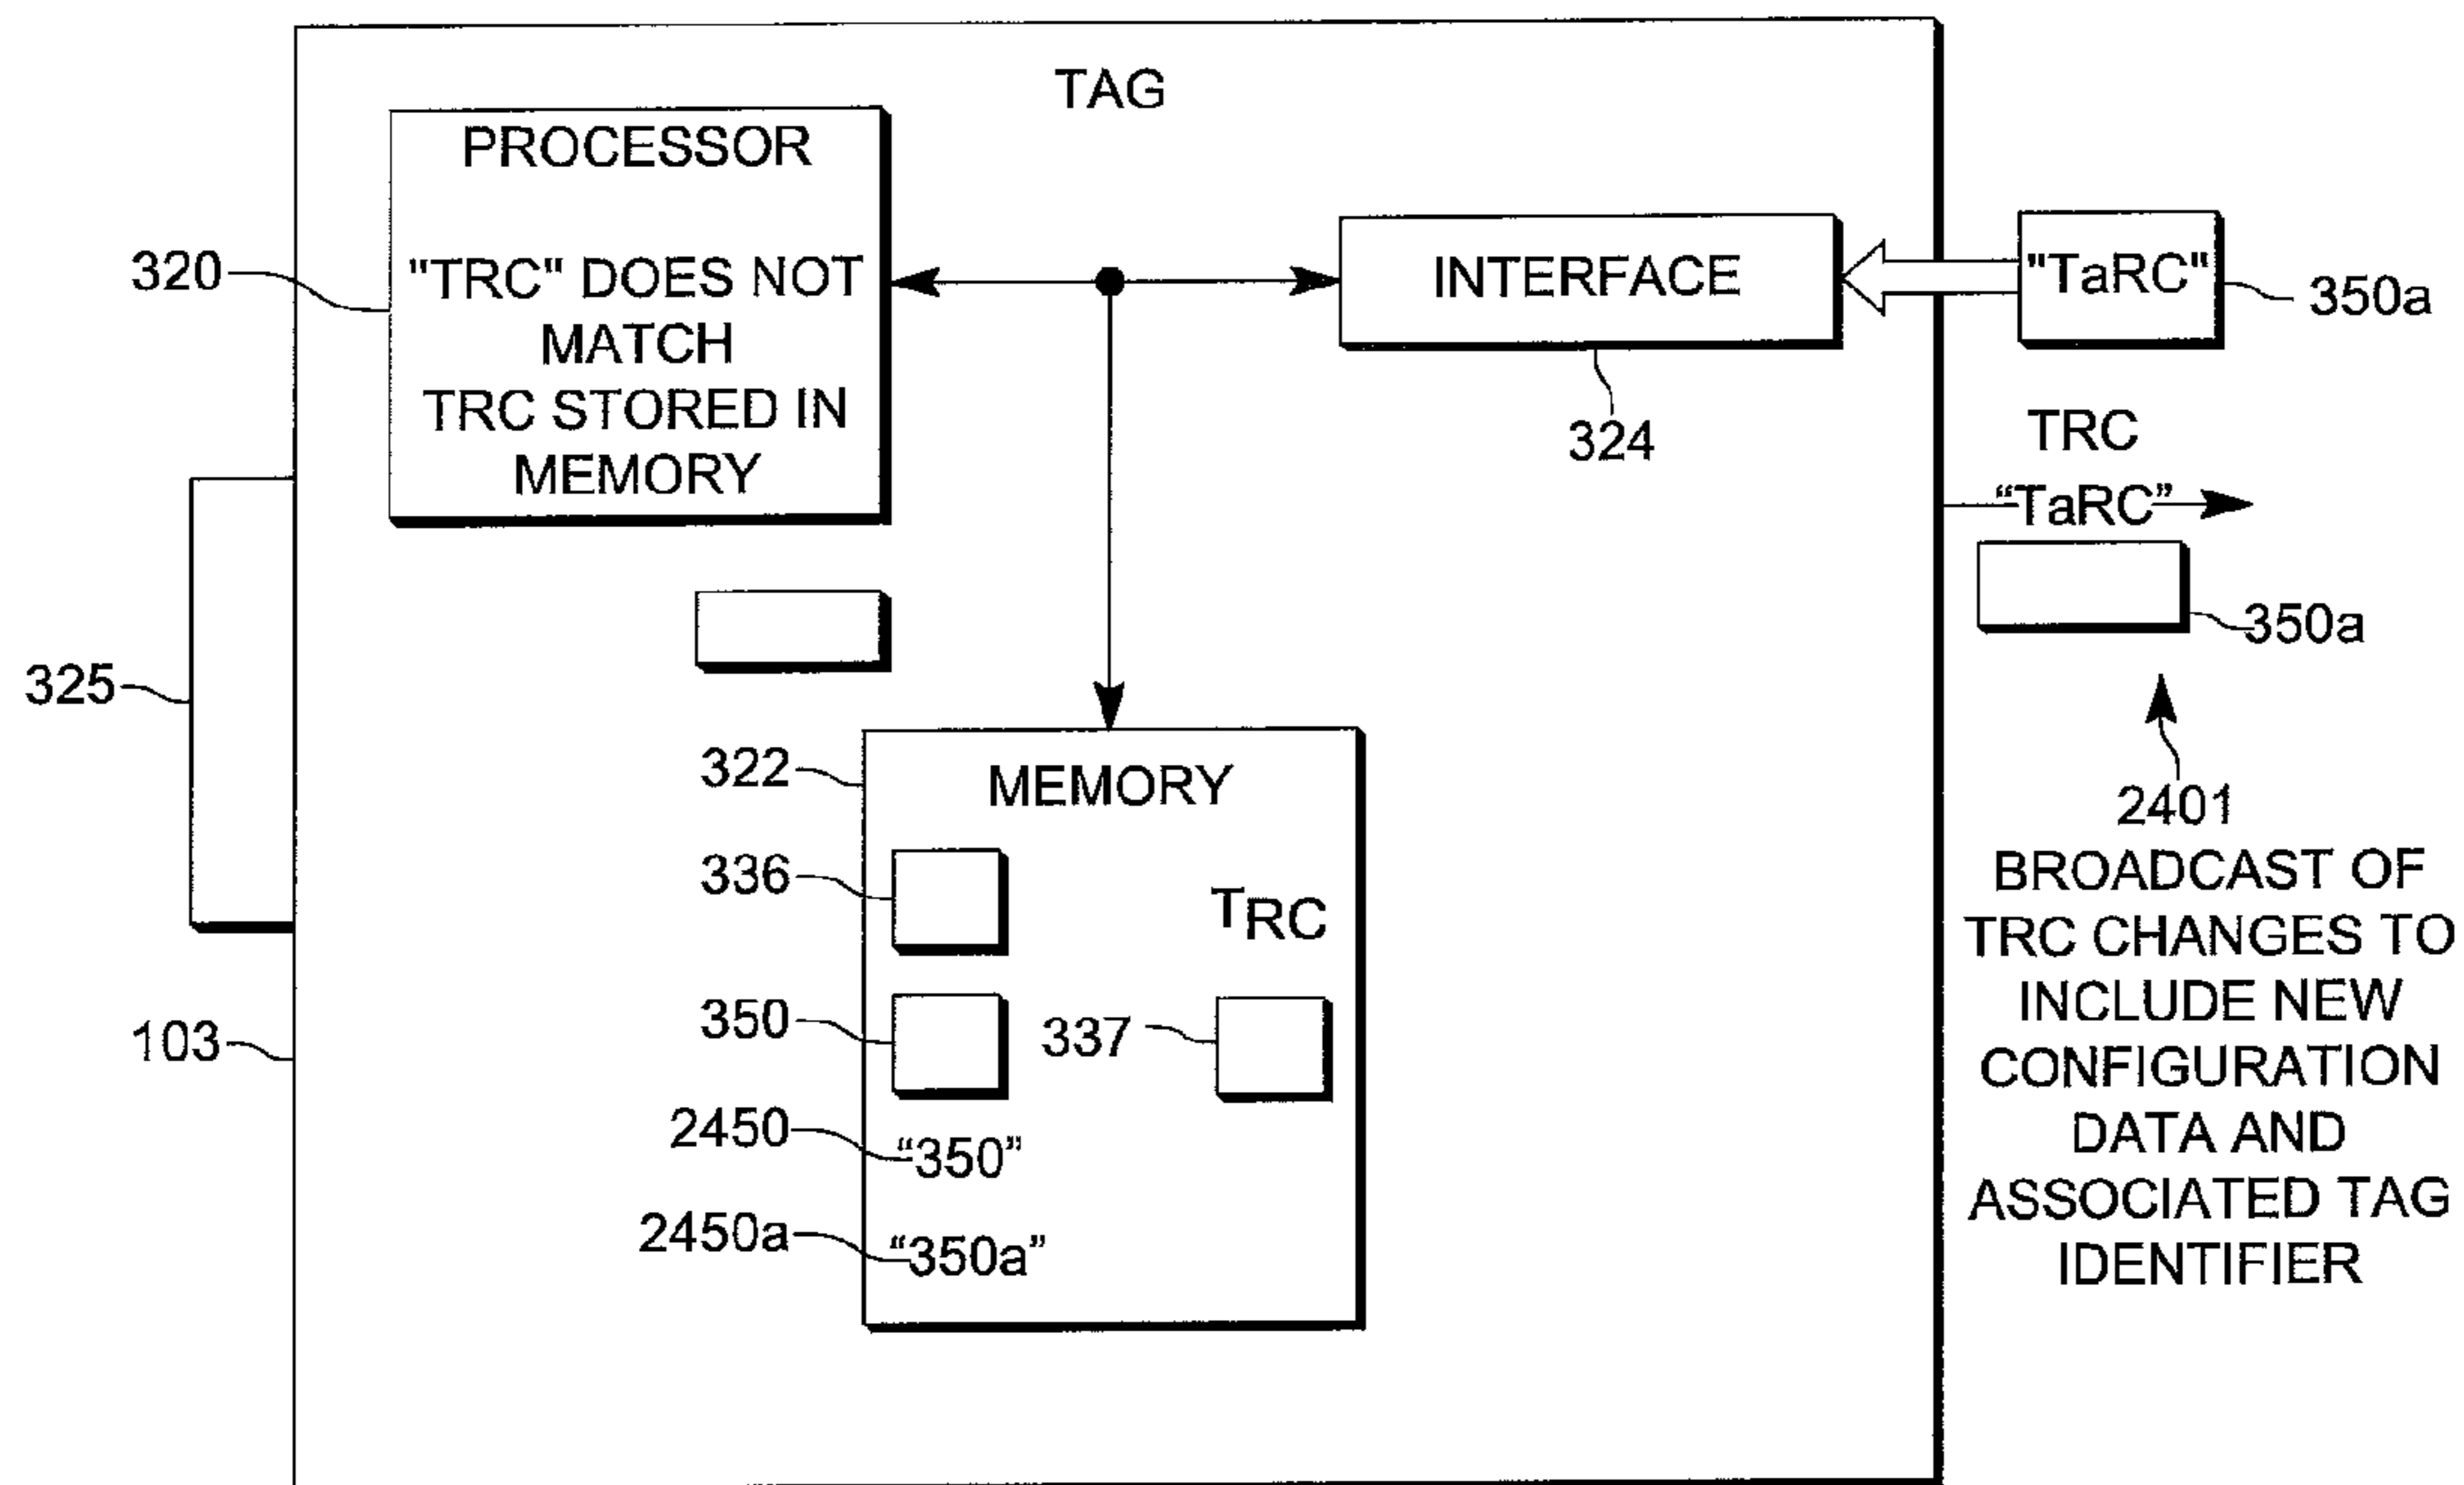 TAG
PROCESSOR
"TRC" DOES NOT
MATCH
TRC STORED IN
MEMORY
320
INTERFACE
324
"TaRC"
350a
TRC
“TaRC”
350a
325
103
322
MEMORY
336
TRC
350
337
2450
“350”
2450a
“350a”
2401
BROADCAST OF
TRC CHANGES TO
INCLUDE NEW
CONFIGURATION
DATA AND
ASSOCIATED TAG
IDENTIFIER